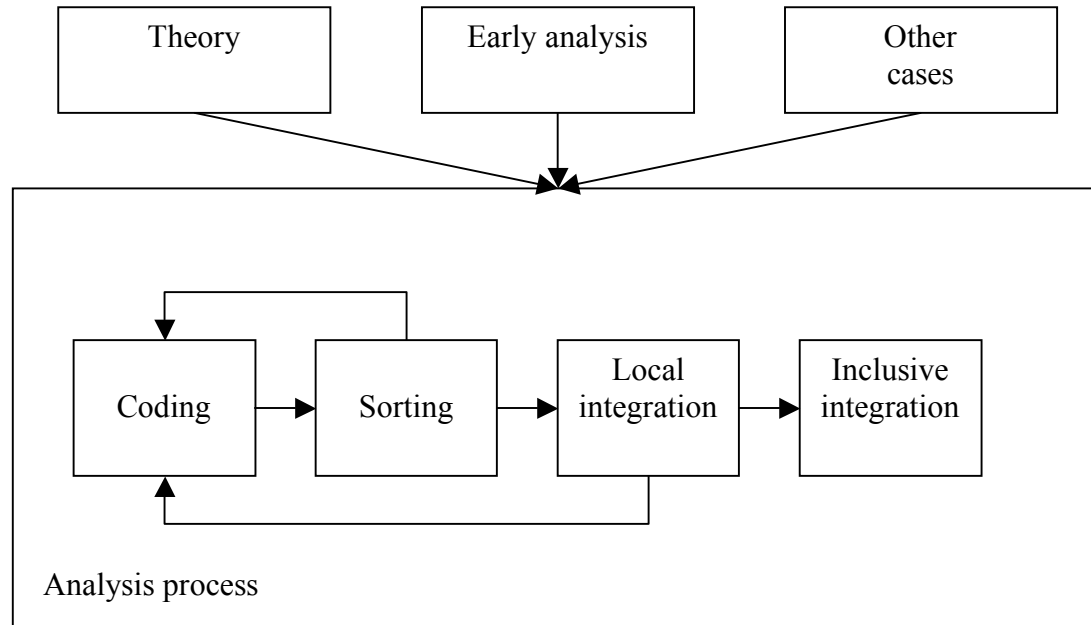 Theory
Early analysis
Other
cases
Coding
Sorting
Local
integration
Inclusive
integration
Analysis process